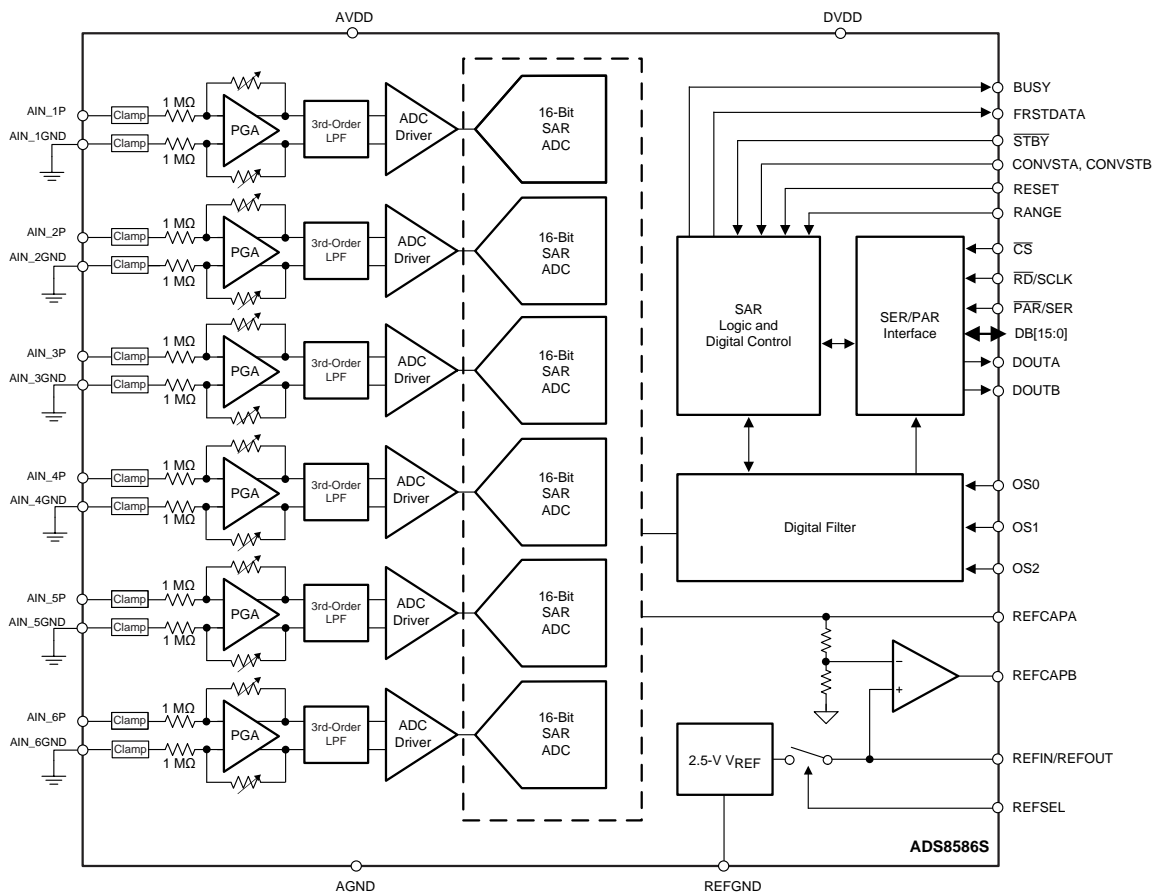 AVDD
DVDD
AIN_1P
Clamp
1 MΩ
PGA
AIN_1GND
Clamp
1 MΩ
3rd-Order
LPF
ADC
Driver
16-Bit
SAR
ADC
AIN_2P
Clamp
1 MΩ
PGA
AIN_2GND
Clamp
1 MΩ
3rd-Order
LPF
ADC
Driver
16-Bit
SAR
ADC
AIN_3P
Clamp
1 MΩ
PGA
AIN_3GND
Clamp
1 MΩ
3rd-Order
LPF
ADC
Driver
16-Bit
SAR
ADC
AIN_4P
Clamp
1 MΩ
PGA
AIN_4GND
Clamp
1 MΩ
3rd-Order
LPF
ADC
Driver
16-Bit
SAR
ADC
AIN_5P
Clamp
1 MΩ
PGA
AIN_5GND
Clamp
1 MΩ
3rd-Order
LPF
ADC
Driver
16-Bit
SAR
ADC
AIN_6P
Clamp
1 MΩ
PGA
AIN_6GND
Clamp
1 MΩ
3rd-Order
LPF
ADC
Driver
16-Bit
SAR
ADC
BUSY
FRSTDATA
STBY
CONVSTA, CONVSTB
RESET
RANGE
CS
RD/SCLK
PAR/SER
DB[15:0]
DOUTA
DOUTB
SAR
Logic and
Digital Control
SER/PAR
Interface
Digital Filter
OS0
OS1
OS2
REFCAPA
−
+
REFCAPB
2.5-V VREF
REFIN/REFOUT
REFSEL
ADS8586S
AGND
REFGND